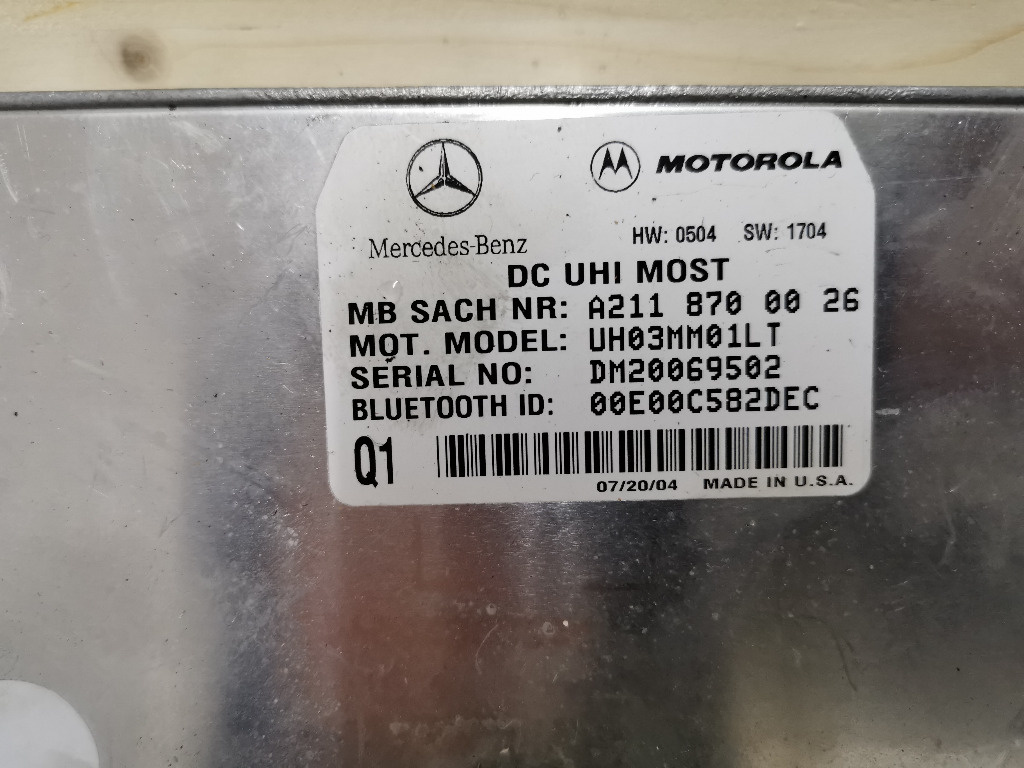 MOTOROLA
Mercedes-Benz
HW: 0504 SW: 1704
DC UHI MOST
MB SACH NR: A211 870 00 26
MOT. MODEL: UH03MM01LT
SERIAL NO: DM20069502
BLUETOOTH ID: 00E00C582DEC
Q1
07/20/04 MADE IN U.S.A.